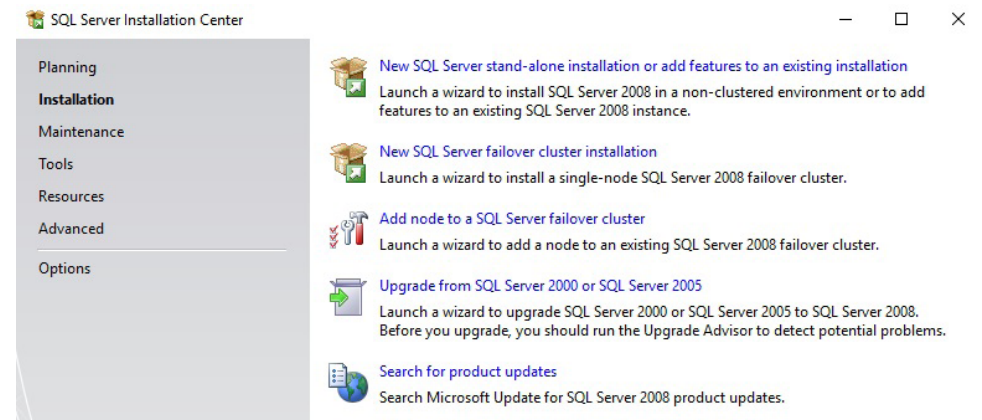 SQL Server Installation Center
Planning
Installation
Maintenance
Tools
Resources
Advanced
Options
New SQL Server stand-alone installation or add features to an existing installation
Launch a wizard to install SQL Server 2008 in a non-clustered environment or to add
features to an existing SQL Server 2008 instance.
New SQL Server failover cluster installation
Launch a wizard to install a single-node SQL Server 2008 failover cluster.
Add node to a SQL Server failover cluster
Launch a wizard to add a node to an existing SQL Server 2008 failover cluster.
Upgrade from SQL Server 2000 or SQL Server 2005
Launch a wizard to upgrade SQL Server 2000 or SQL Server 2005 to SQL Server 2008.
Before you upgrade, you should run the Upgrade Advisor to detect potential problems.
Search for product updates
Search Microsoft Update for SQL Server 2008 product updates.